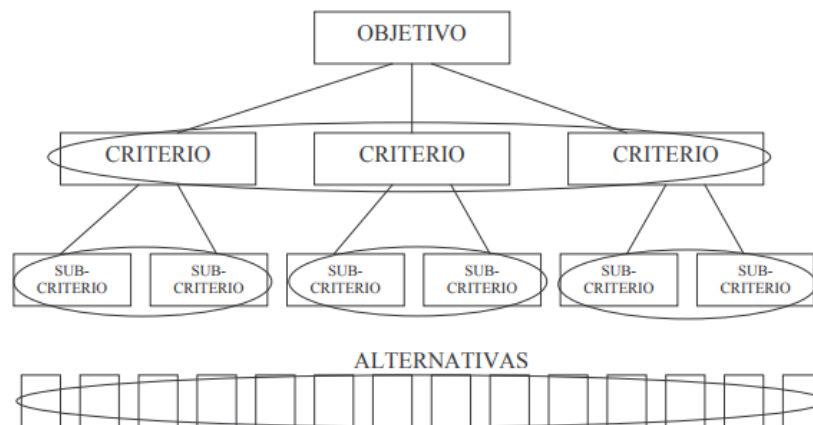 OBJETIVO
CRITERIO CRITERIO CRITERIO
SUB- SUB- SUB- SUB- SUB- SUB-
CRITERIO CRITERIO CRITERIO CRITERIO CRITERIO CRITERIO
ALTERNATIVAS